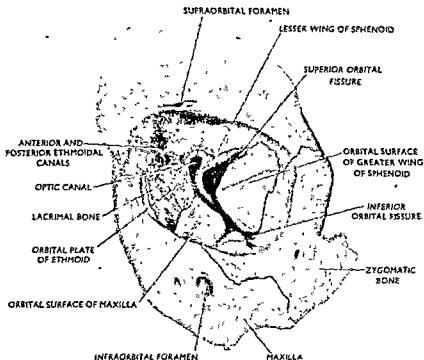 SUPRAORBITAL FORAMEN
LESSER WING OF SPHENOID
SUPERIOR ORBITAL
FISSURE
ANTERIOR AND
POSTERIOR ETHMOIDAL
CANALS
ORBITAL SURFACE
OF GREATER WING
OF SPHENOID
OPTIC CANAL
LACRIMAL BONE
INFERIOR
ORBITAL FISSURE
ORBITAL PLATE
OF ETHMOID
ZYGOMATIC
BONE
ORBITAL SURFACE OF MAXILLA
INFRAORBITAL FORAMEN
MAXILLA